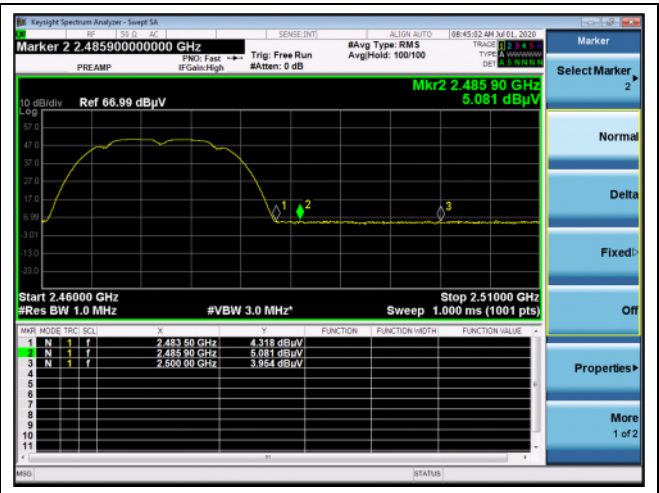 Keysight Spectrum Analyzer - Swept SA
RF 50 Ω AC SENSE:INT ALIGN AUTO 08:45:02 AM Jul 01, 2020
Marker 2 2.485900000000 GHz
#Avg Type: RMS
TRACE 1 2 3 4 5 6
PNO: Fast
Trig: Free Run
Avg|Hold: 100/100
TYPE A WWWWW
PREAMP
IFGain:High
#Atten: 0 dB
DET A S N N N N
Mkr2 2.485 90 GHz
10 dB/div Ref 66.99 dBµV
5.081 dBµV
Log
57.0
47.0
37.0
27.0
17.0
1 2 3
6.99
-3.01
-13.0
-23.0
Start 2.46000 GHz
Stop 2.51000 GHz
#Res BW 1.0 MHz
#VBW 3.0 MHz*
Sweep 1.000 ms (1001 pts)
MKR MODE TRC SCL X Y FUNCTION FUNCTION WIDTH FUNCTION VALUE
1 N 1 f 2.483 50 GHz 4.318 dBµV
2 N 1 f 2.485 90 GHz 5.081 dBµV
3 N 1 f 2.500 00 GHz 3.954 dBµV
4
5
6
7
8
9
10
11
MSG
STATUS
Marker
Select Marker
2
Normal
Delta
Fixed
Off
Properties
More
1 of 2